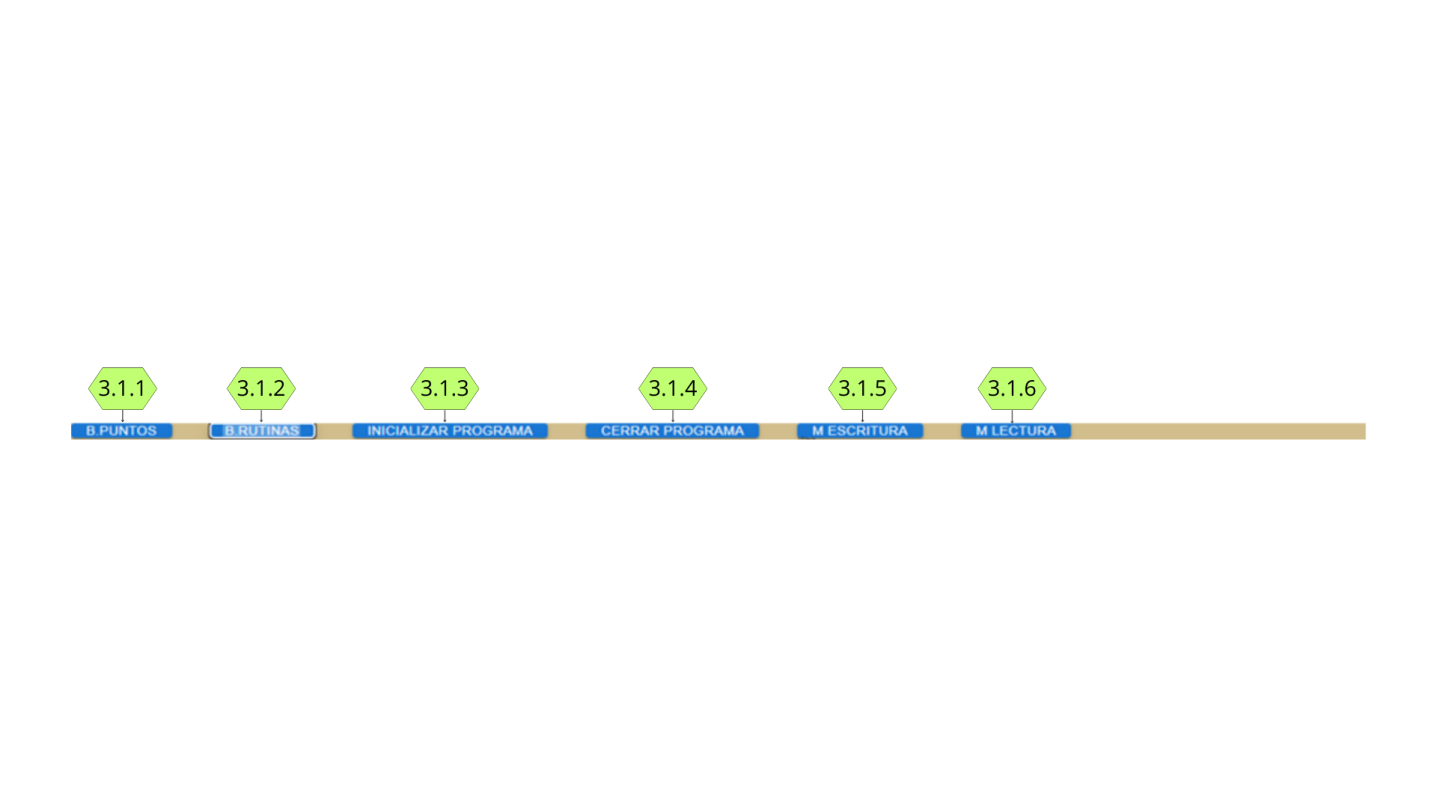 3.1.1 3.1.2 3.1.3 3.1.4 3.1.5 3.1.6
B.PUNTOS B.RUTINAS INICIALIZAR PROGRAMA CERRAR PROGRAMA M ESCRITURA M LECTURA